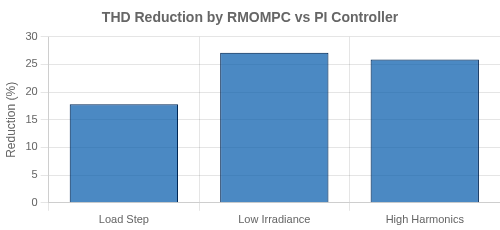 THD Reduction by RMOMPC vs PI Controller
30
25
20
15
10
5
0
Reduction (%)
Load Step
Low Irradiance
High Harmonics